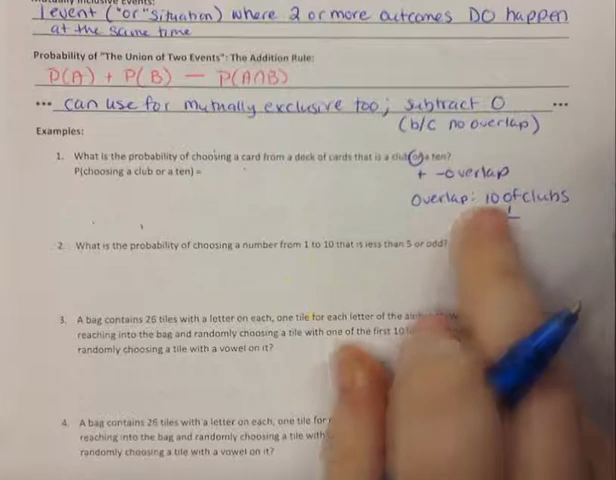 Mutually Inclusive Events:
1 event ("or" situation) where 2 or more outcomes DO happen
at the same time
Probability of "The Union of Two Events": The Addition Rule:
P(A) + P(B) — P(A∩B)
... can use for mutually exclusive too; subtract 0 ...
(b/c no overlap)
Examples:
1. What is the probability of choosing a card from a deck of cards that is a club or a ten?
+ -overlap
P(choosing a club or a ten) =
overlap: 10 of clubs
1
2. What is the probability of choosing a number from 1 to 10 that is less than 5 or odd?
3. A bag contains 26 tiles with a letter on each, one tile for each letter of the
reaching into the bag and randomly choosing a tile with one of the first 10
randomly choosing a tile with a vowel on it?
4. A bag contains 26 tiles with a letter on each, one tile for
reaching into the bag and randomly choosing a tile with
randomly choosing a tile with a vowel on it?